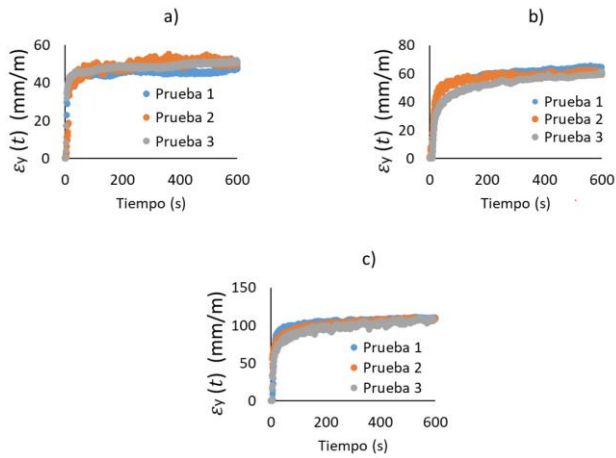 a)
60
40
20
0
εy (t) (mm/m)
Prueba 1
Prueba 2
Prueba 3
0 200 400 600
Tiempo (s)
b)
80
60
40
20
0
εy (t) (mm/m)
Prueba 1
Prueba 2
Prueba 3
0 200 400 600
Tiempo (s)
c)
150
100
50
0
εy (t) (mm/m)
Prueba 1
Prueba 2
Prueba 3
0 200 400 600
Tiempo (s)